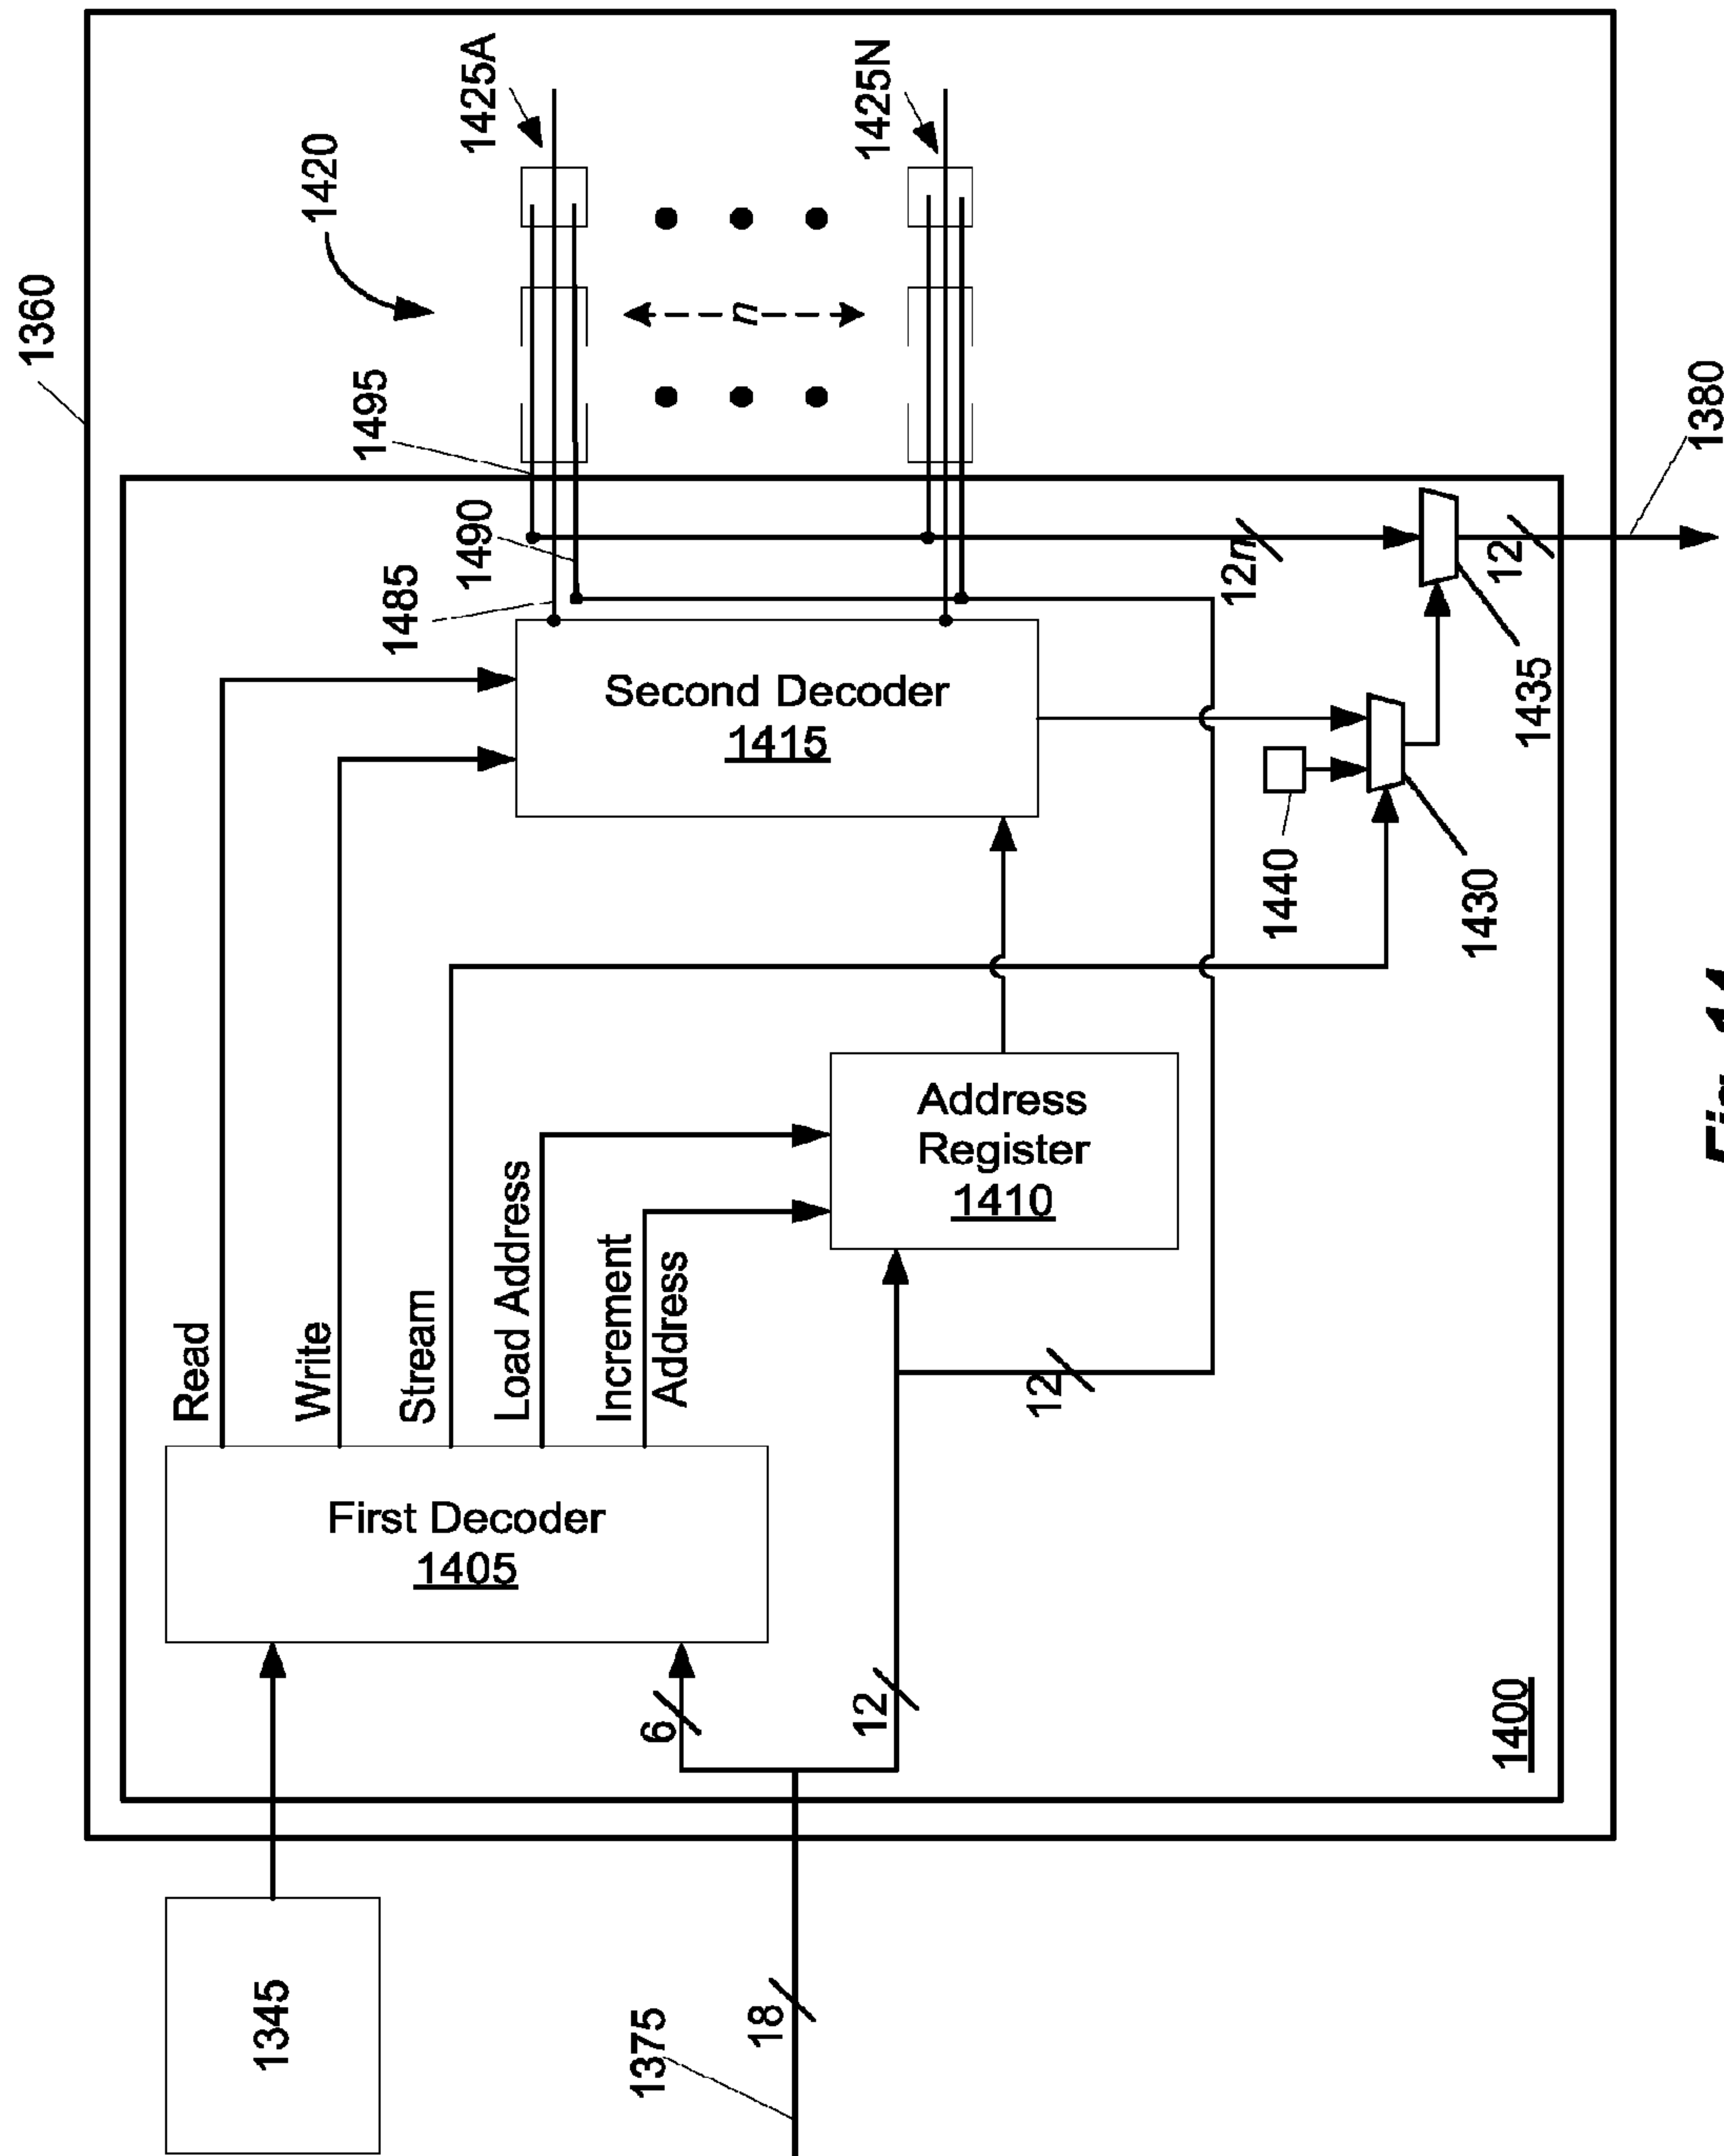 1360
1420
1425A
1425N
1495
1490
1485
Read
Write
Stream
Load Address
Increment
Address
First Decoder
1405
Second Decoder
1415
Address
Register
1410
n
1345
6
12
12
12n
12
18
1375
1440
1430
1435
1380
1400